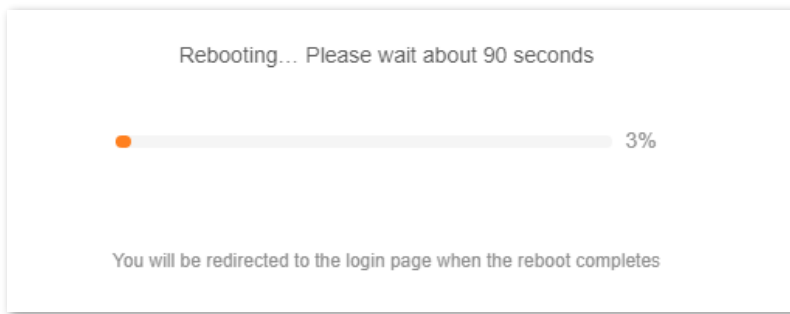 Rebooting... Please wait about 90 seconds
3%
You will be redirected to the login page when the reboot completes